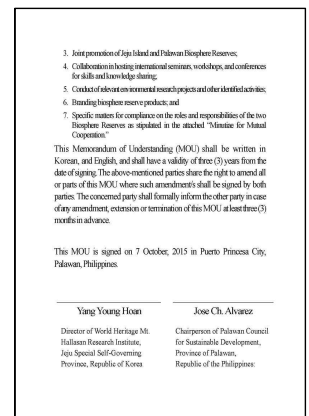 3. Joint promotion of Jeju Island and Palawan Biosphere Reserves;
4. Collaboration in hosting international seminars, workshops, and conferences
for skills and knowledge sharing;
5. Conduct of relevant environmental research projects and other identified activities;
6. Branding biosphere reserve products; and
7. Specific matters for compliance on the roles and responsibilities of the two
Biosphere Reserves as stipulated in the attached "Minutiae for Mutual
Cooperation."
This Memorandum of Understanding (MOU) shall be written in
Korean, and English, and shall have a validity of three (3) years from the
date of signing. The above-mentioned parties share the right to amend all
or parts of this MOU where such amendment/s shall be signed by both
parties. The concerned party shall formally inform the other party in case
of any amendment, extension or termination of this MOU at least three (3)
months in advance.
This MOU is signed on 7 October, 2015 in Puerto Princesa City,
Palawan, Philippines.
Yang Young Hoan
Director of World Heritage Mt.
Hallasan Research Institute,
Jeju Special Self-Governing
Province, Republic of Korea
Jose Ch. Alvarez
Chairperson of Palawan Council
for Sustainable Development,
Province of Palawan,
Republic of the Philippines